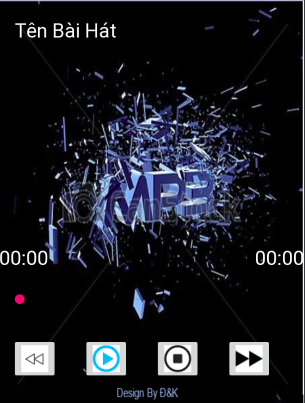 Tên Bài Hát
MP3
00:00
00:00
Design By Đ&K